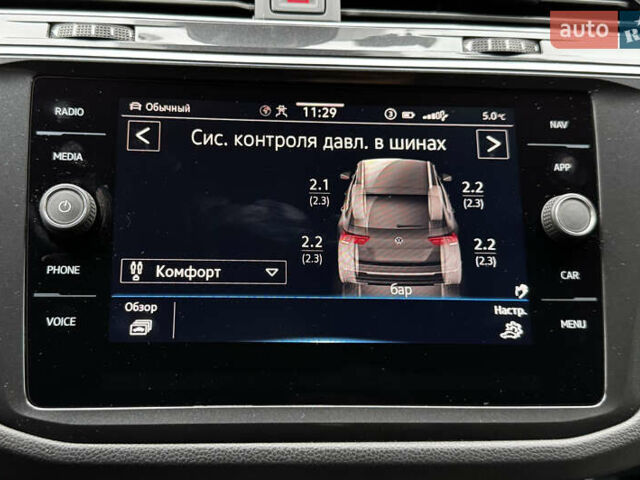 auto
RADIO
MEDIA
PHONE
VOICE
NAV
APP
CAR
MENU
Обычный
11:29
3
5.0°C
Сис. контроля давл. в шинах
2.1
(2.3)
2.2
(2.3)
2.2
(2.3)
2.2
(2.3)
бар
Комфорт
Обзор
Настр.